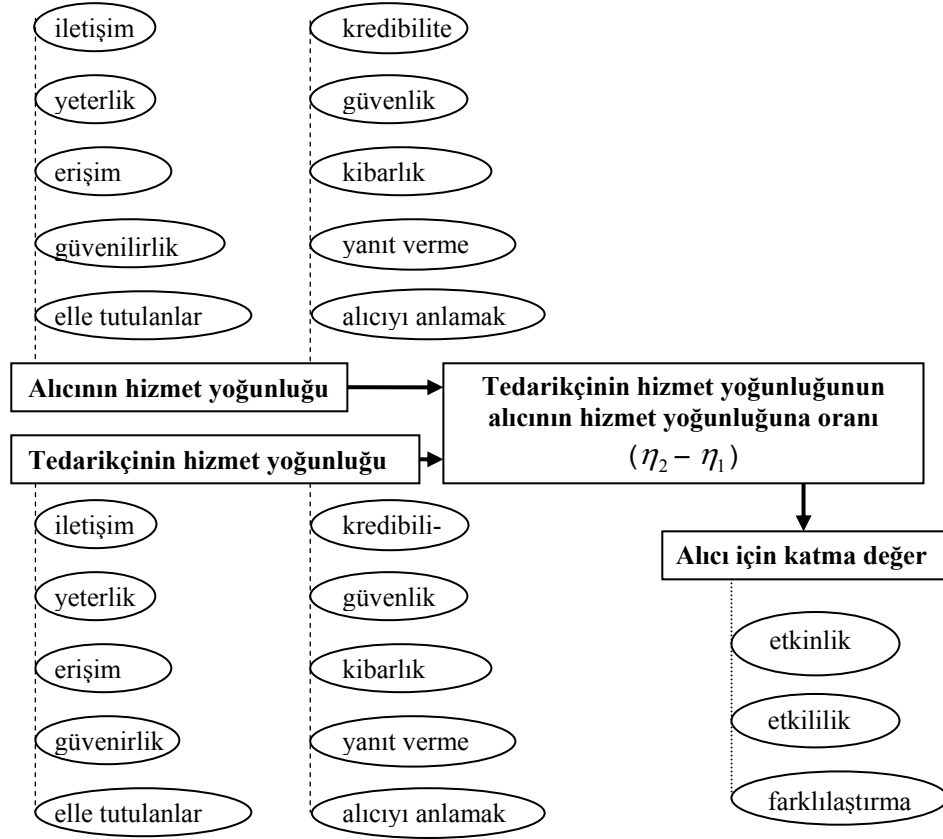 iletişim
kredibilite
yeterlik
güvenlik
erişim
kibarlık
güvenilirlik
yanıt verme
elle tutulanlar
alıcıyı anlamak
Alıcının hizmet yoğunluğu
Tedarikçinin hizmet yoğunluğunun
alıcının hizmet yoğunluğuna oranı
(η₂ – η₁)
Tedarikçinin hizmet yoğunluğu
iletişim
kredibili-
Alıcı için katma değer
yeterlik
güvenlik
etkinlik
erişim
kibarlık
etkililik
güvenirlik
yanıt verme
farklılaştırma
elle tutulanlar
alıcıyı anlamak